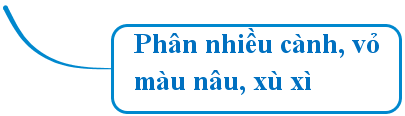 Phân nhiều cành, vỏ
màu nâu, xù xì